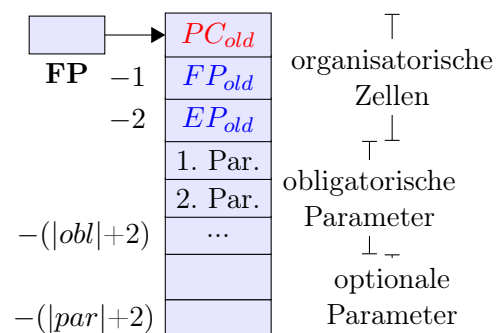 PC_old
organisatorische
Zellen
FP
−1
FP_old
−2
EP_old
1. Par.
obligatorische
Parameter
2. Par.
−(|obl|+2)
...
optionale
Parameter
−(|par|+2)